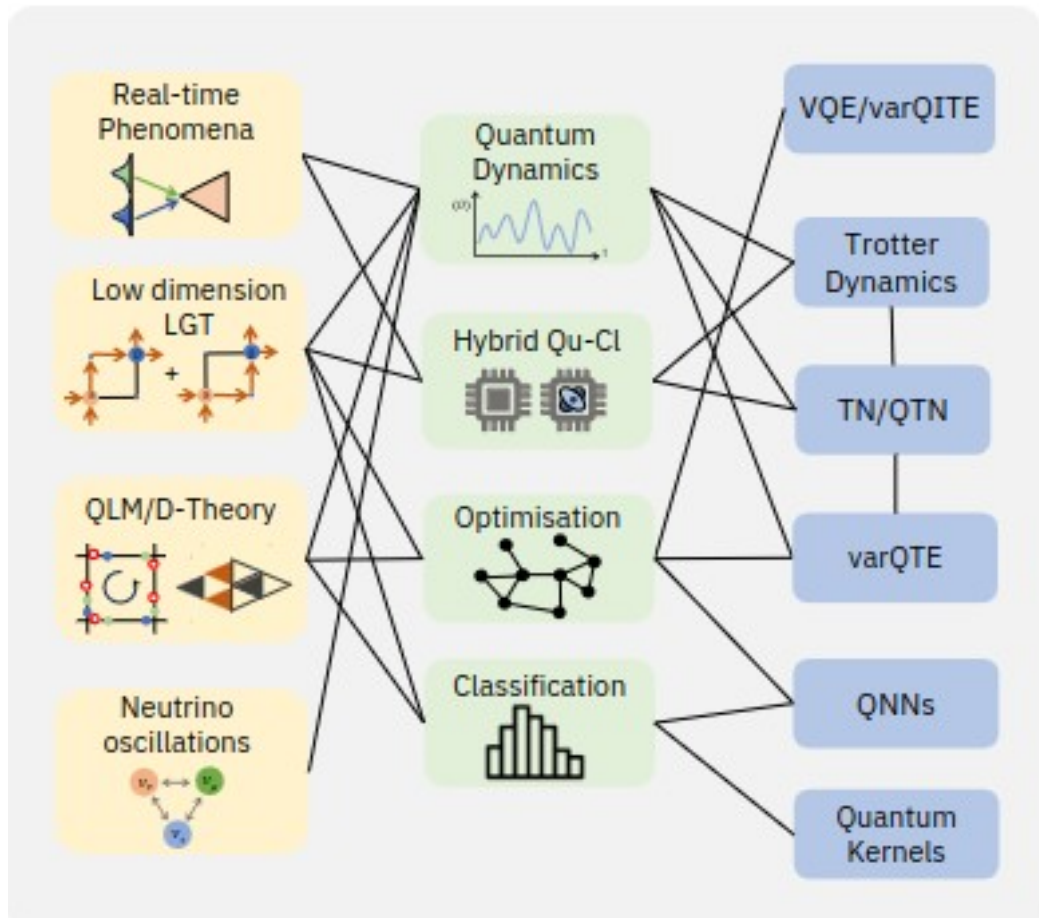 Real-time
Phenomena
Low dimension
LGT
+
QLM/D-Theory
Neutrino
oscillations
Quantum
Dynamics
Hybrid Qu-Cl
Optimisation
Classification
VQE/varQITE
Trotter
Dynamics
TN/QTN
varQTE
QNNs
Quantum
Kernels